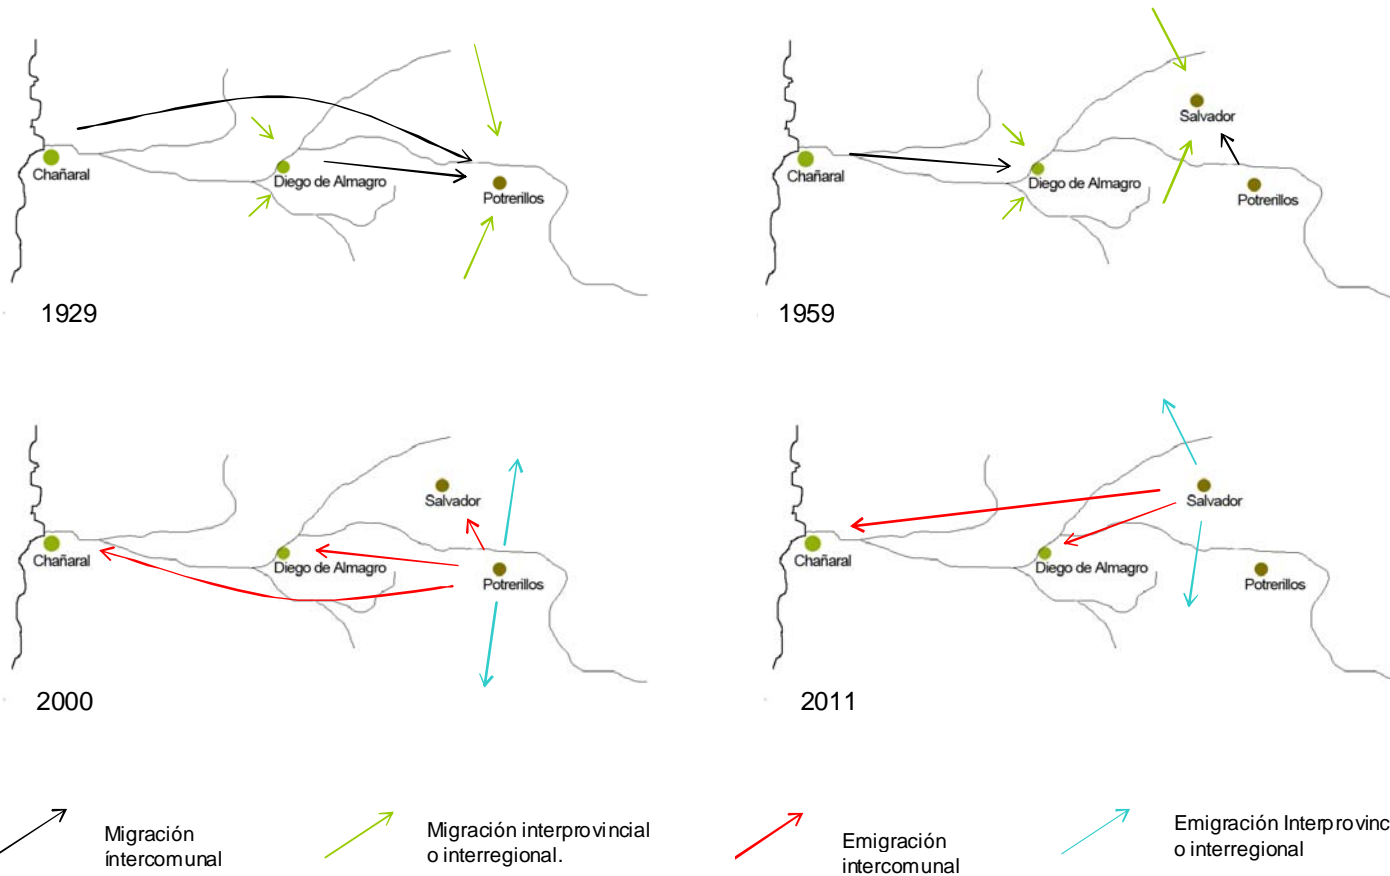 Chañaral
Diego de Almagro
Potrerillos
1929
Salvador
Chañaral
Diego de Almagro
Potrerillos
1959
Salvador
Chañaral
Diego de Almagro
Potrerillos
2000
Salvador
Chañaral
Diego de Almagro
Potrerillos
2011
Migración
íntercomunal
Migración interprovincial
o interregional.
Emigración
intercomunal
Emigración Interprovinc
o interregional